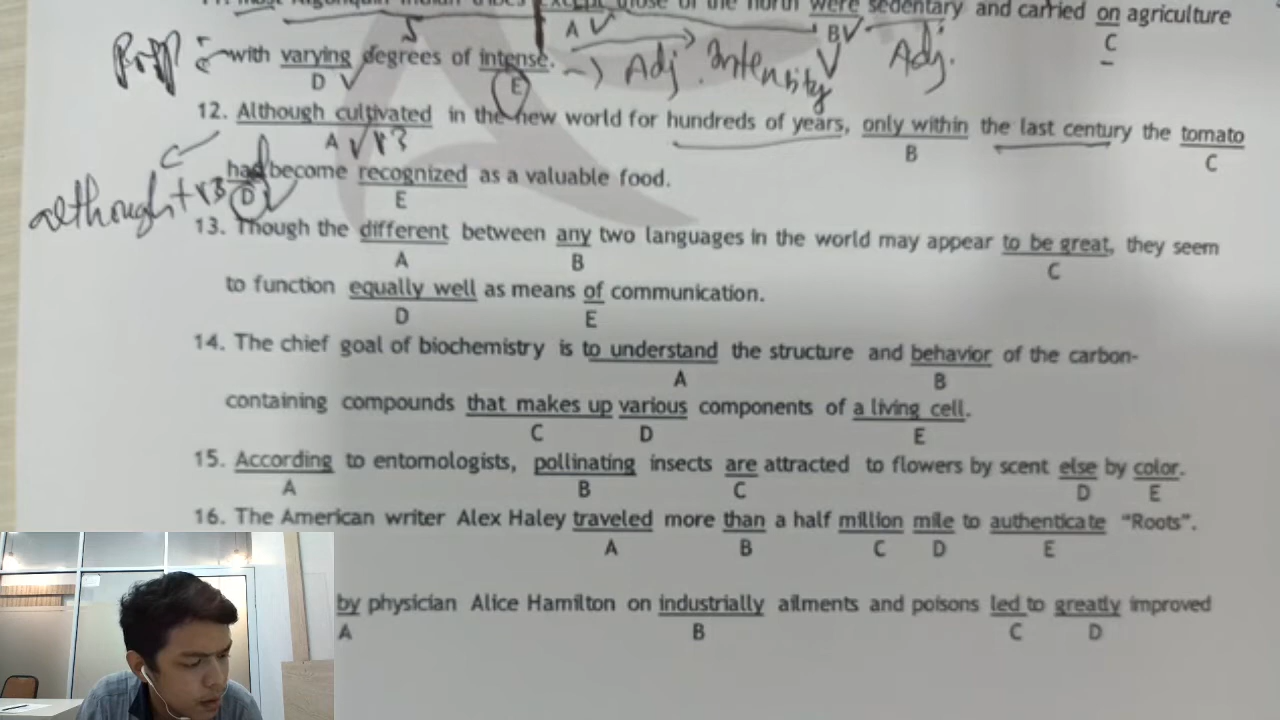 Indian tribes except those of the north were sedentary and carried on agriculture
A B C
S
Prep with varying degrees of intense. -> Adj. Intensity Adj.
D E
12. Although cultivated in the new world for hundreds of years, only within the last century the tomato
A V3 B C
had become recognized as a valuable food.
D E
although + V3
13. Though the different between any two languages in the world may appear to be great, they seem
A B C
to function equally well as means of communication.
D E
14. The chief goal of biochemistry is to understand the structure and behavior of the carbon-
A B
containing compounds that makes up various components of a living cell.
C D E
15. According to entomologists, pollinating insects are attracted to flowers by scent else by color.
A B C D E
16. The American writer Alex Haley traveled more than a half million mile to authenticate "Roots".
A B C D E
by physician Alice Hamilton on industrially ailments and poisons led to greatly improved
A B C D